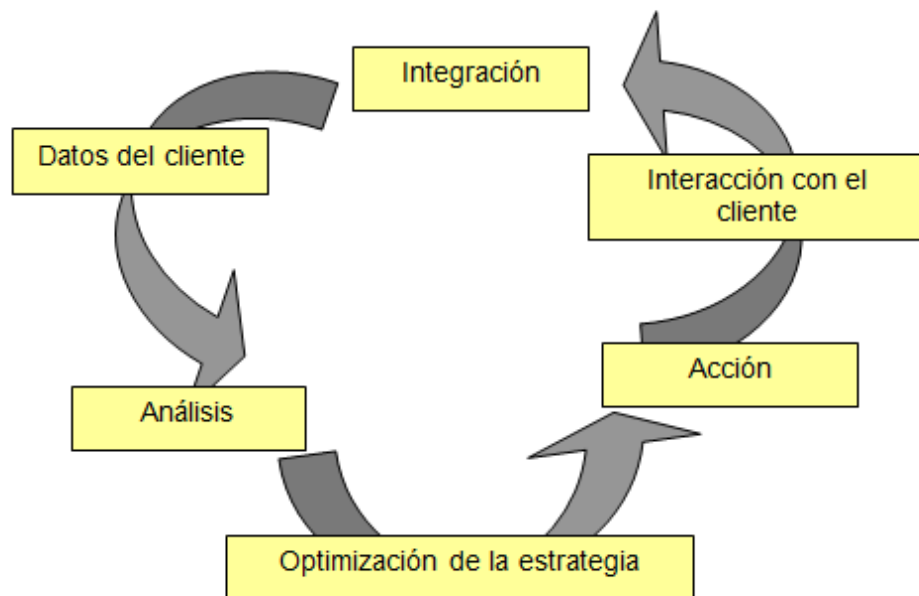 Integración
Datos del cliente
Interacción con el
cliente
Acción
Análisis
Optimización de la estrategia